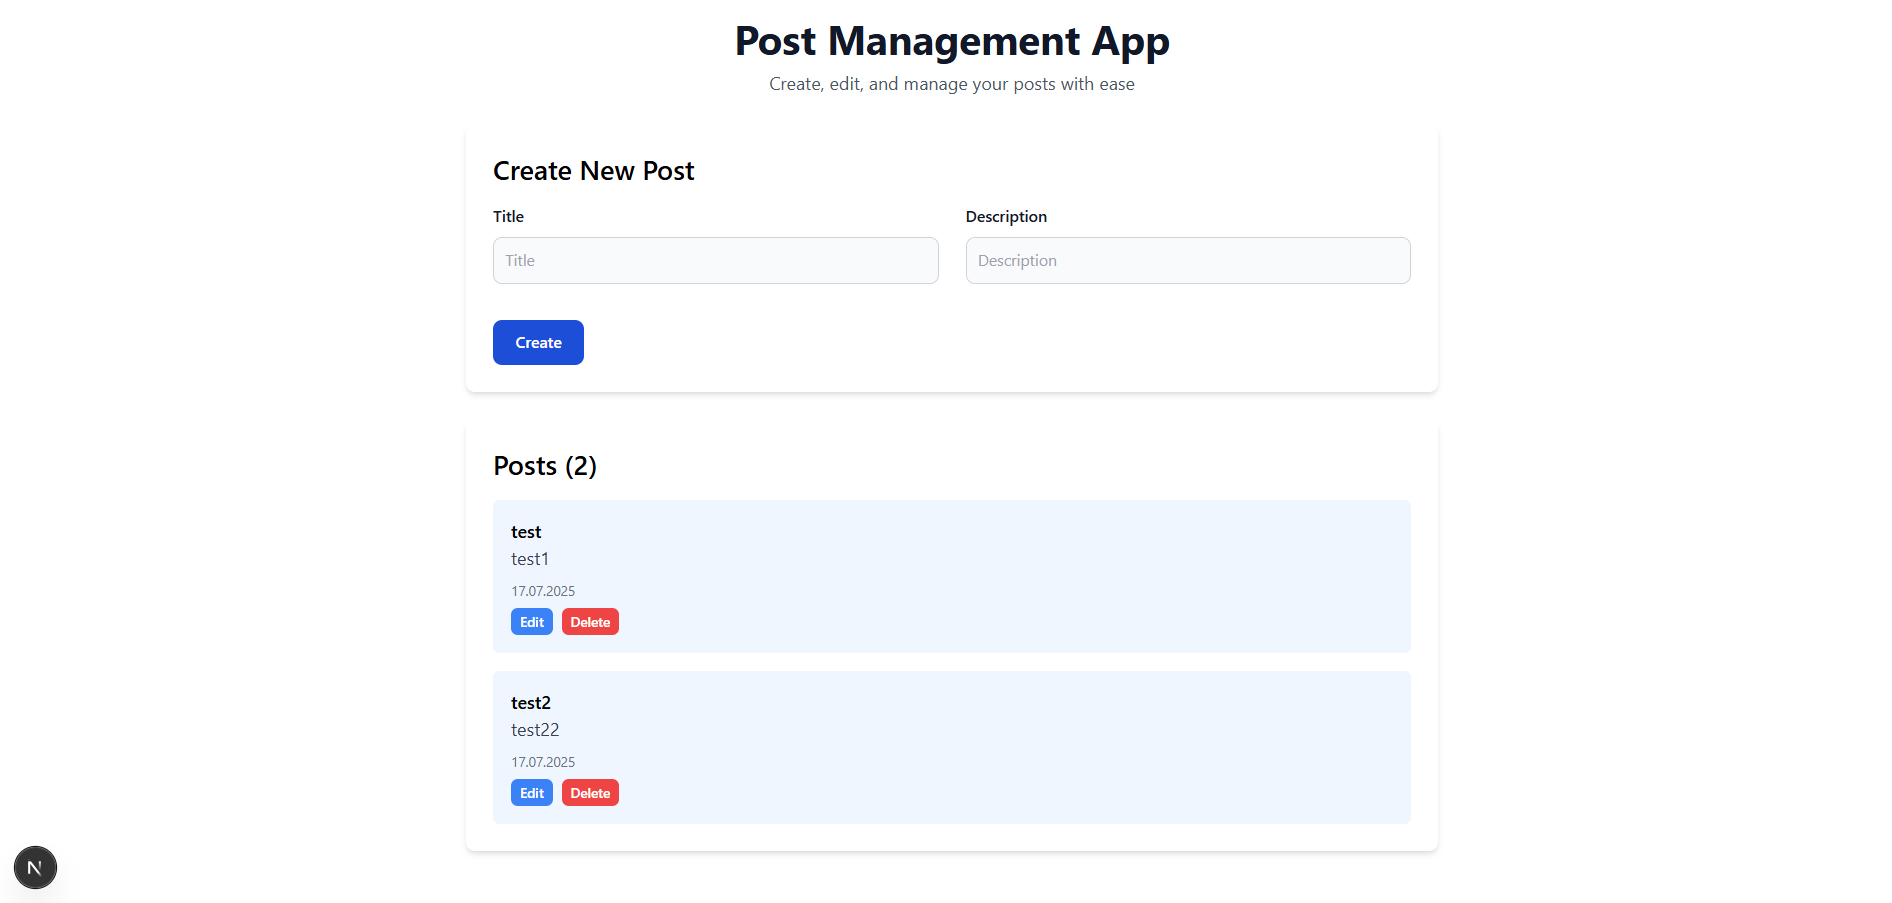 Post Management App
Create, edit, and manage your posts with ease
Create New Post
Title Description
Title Description
Create
Posts (2)
test
test1
17.07.2025
Edit Delete
test2
test22
17.07.2025
Edit Delete
N